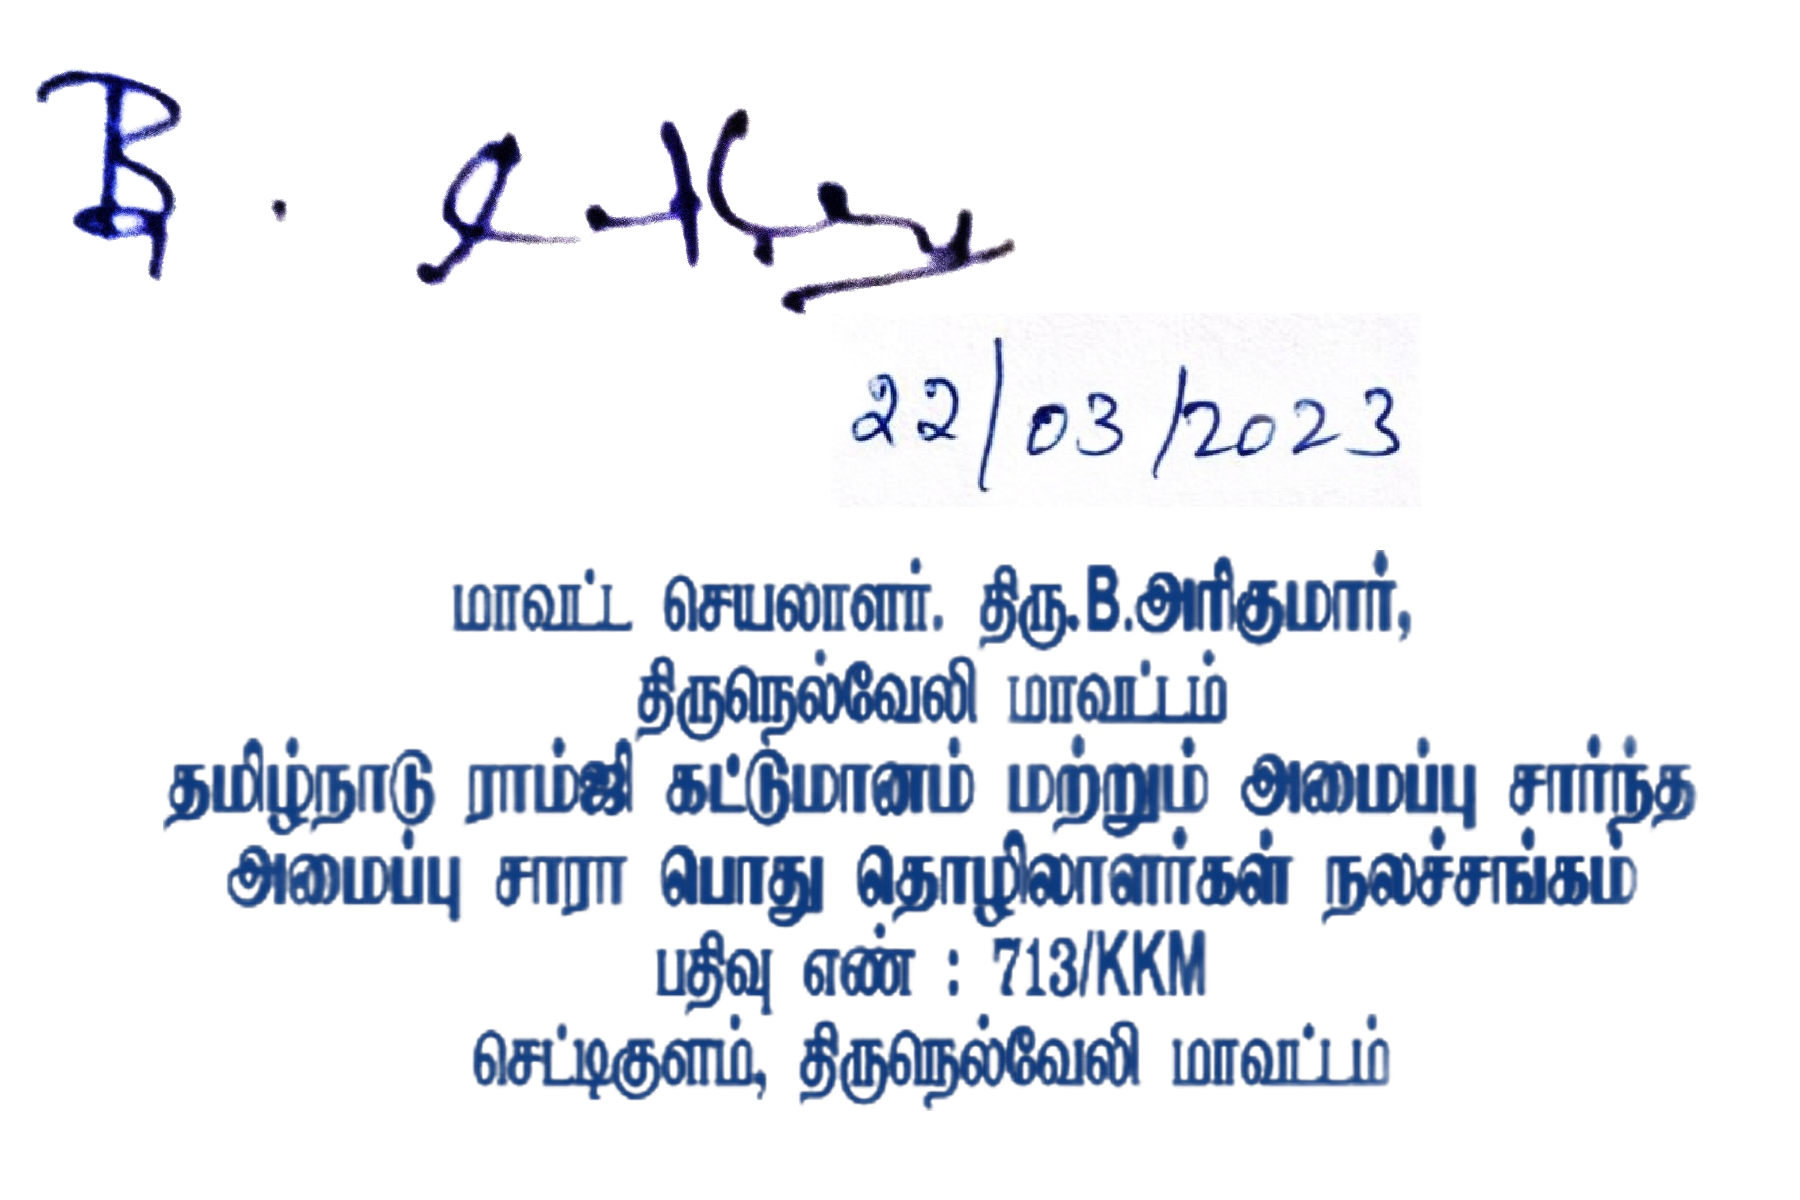 B.
22/03/2023
மாவட்ட செயலாளர். திரு.B.அரிகுமார்,
திருநெல்வேலி மாவட்டம்
தமிழ்நாடு ராம்ஜி கட்டுமானம் மற்றும் அமைப்பு சார்ந்த
அமைப்பு சாரா பொது தொழிலாளர்கள் நலச்சங்கம்
பதிவு எண் : 713/KKM
செட்டிகுளம், திருநெல்வேலி மாவட்டம்